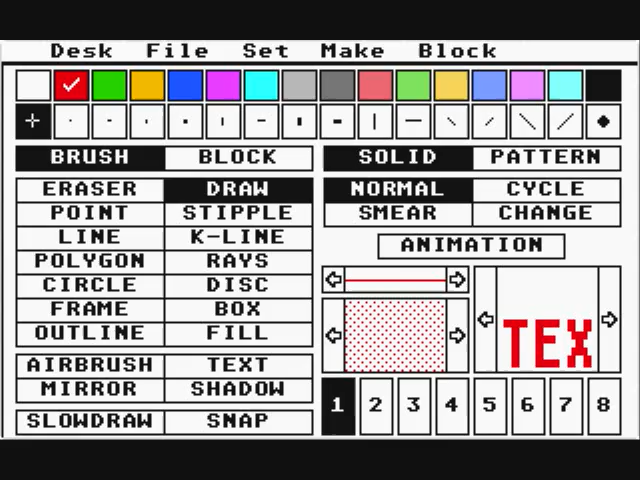 Desk File Set Make Block
BRUSH BLOCK SOLID PATTERN
ERASER DRAW NORMAL CYCLE
POINT STIPPLE SMEAR CHANGE
LINE K-LINE ANIMATION
POLYGON RAYS
CIRCLE DISC
FRAME BOX
OUTLINE FILL TEX
AIRBRUSH TEXT
MIRROR SHADOW
1 2 3 4 5 6 7 8
SLOWDRAW SNAP